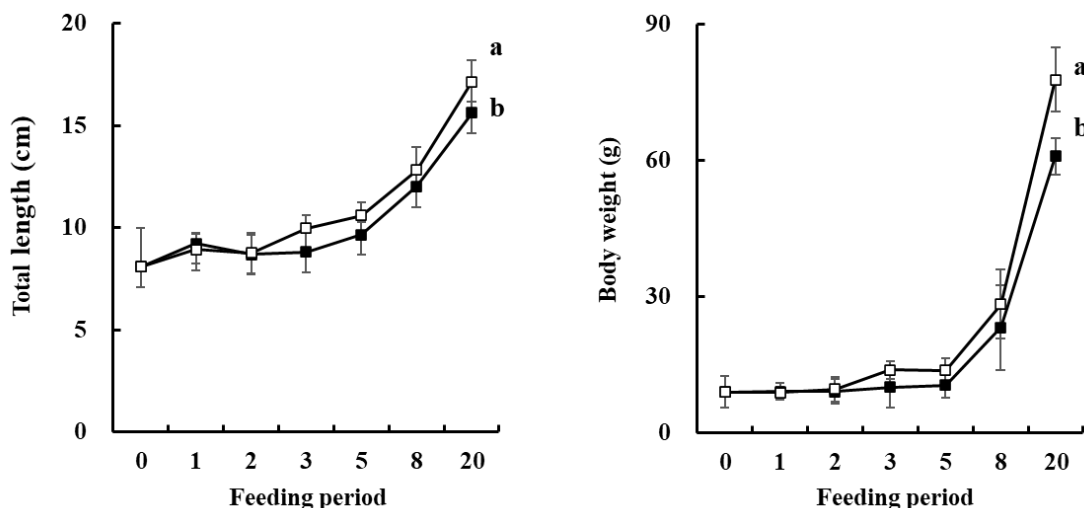 20
15
10
5
0
Total length (cm)
a
b
0 1 2 3 5 8 20
Feeding period
90
60
30
0
Body weight (g)
a
b
0 1 2 3 5 8 20
Feeding period